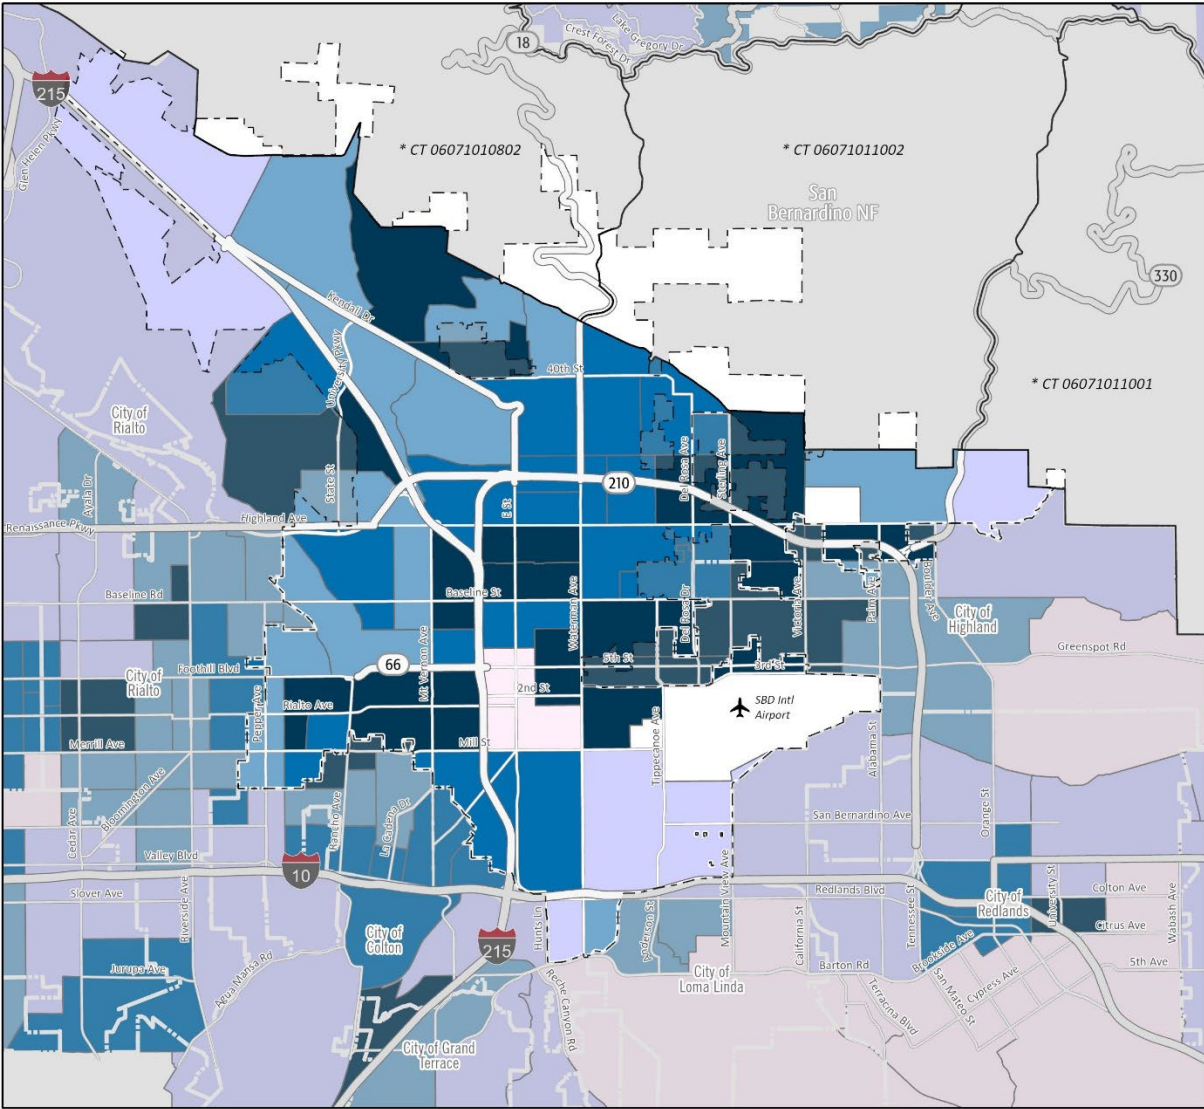 Lake Gregory Dr
Crest Forest Dr
18
215
Glen Helen Pkwy
* CT 06071010802
* CT 06071011002
San
Bernardino NF
330
Kendall Dr
University Pkwy
40th St
* CT 06071011001
City of
Rialto
Ayala Dr
State St
Del Rosa Ave
Sterling Ave
210
E St
Highland Ave
Renaissance Pkwy
Baseline Rd
Baseline St
Waterman Ave
Del Rosa Dr
Victoria Ave
Palm Ave
Boulder Ave
City of
Highland
Greenspot Rd
66
5th St
3rd St
Foothill Blvd
City of
Rialto
Mt Vernon Ave
2nd St
Pepper Ave
Rialto Ave
SBD Intl
Airport
Merrill Ave
Mill St
Tippecanoe Ave
Alabama St
Bloomington Ave
Cedar Ave
Rancho Ave
La Cadena Dr
San Bernardino Ave
Orange St
Valley Blvd
10
Mountain View Ave
Slover Ave
Riverside Ave
Redlands Blvd
Tennessee St
City of
Redlands
University St
Colton Ave
Citrus Ave
Wabash Ave
City of
Colton
215
Hunts Ln
Anderson St
California St
Brookside Ave
5th Ave
Jurupa Ave
Agua Mansa Rd
Reche Canyon Rd
City of
Loma Linda
Barton Rd
Terracina Blvd
San Mateo St
Cypress Ave
City of Grand
Terrace